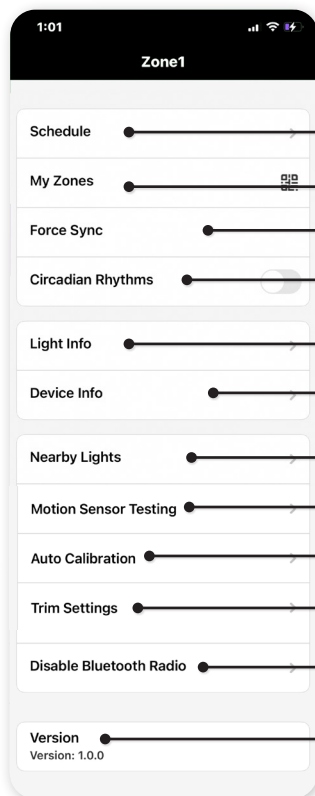 1:01
Zone1
Schedule
My Zones
Force Sync
Circadian Rhythms
Light Info
Device Info
Nearby Lights
Motion Sensor Testing
Auto Calibration
Trim Settings
Disable Bluetooth Radio
Version
Version: 1.0.0